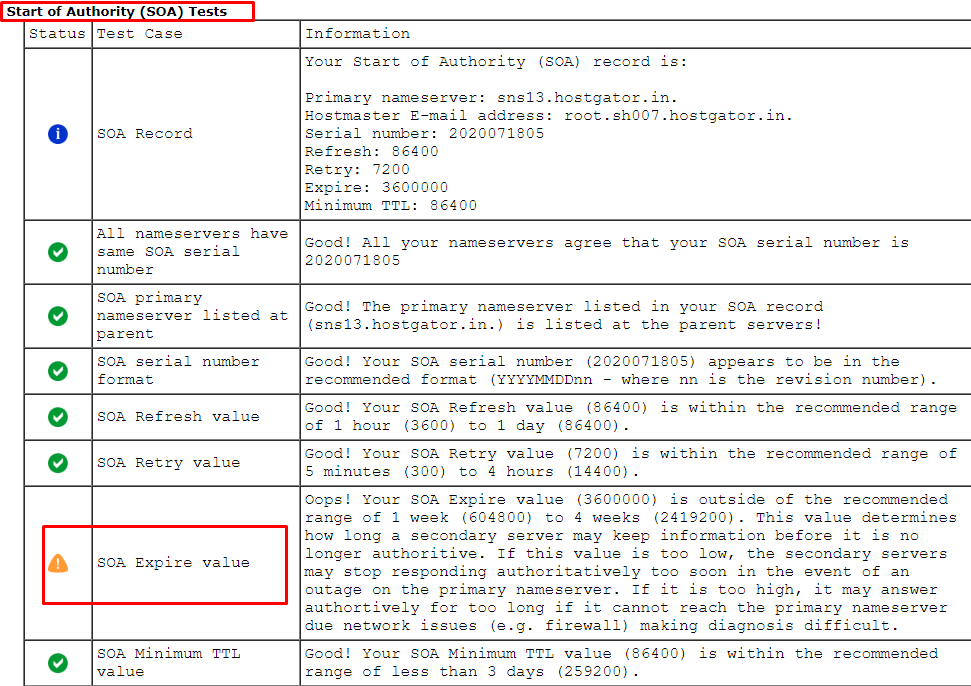 Start of Authority (SOA) Tests
Status Test Case Information
SOA Record
Your Start of Authority (SOA) record is:
Primary nameserver: sns13.hostgator.in.
Hostmaster E-mail address: root.sh007.hostgator.in.
Serial number: 2020071805
Refresh: 86400
Retry: 7200
Expire: 3600000
Minimum TTL: 86400
All nameservers have
same SOA serial
number
Good! All your nameservers agree that your SOA serial number is
2020071805
SOA primary
nameserver listed at
parent
Good! The primary nameserver listed in your SOA record
(sns13.hostgator.in.) is listed at the parent servers!
SOA serial number
format
Good! Your SOA serial number (2020071805) appears to be in the
recommended format (YYYYMMDDnn - where nn is the revision number).
SOA Refresh value
Good! Your SOA Refresh value (86400) is within the recommended range
of 1 hour (3600) to 1 day (86400).
SOA Retry value
Good! Your SOA Retry value (7200) is within the recommended range of
5 minutes (300) to 4 hours (14400).
SOA Expire value
Oops! Your SOA Expire value (3600000) is outside of the recommended
range of 1 week (604800) to 4 weeks (2419200). This value determines
how long a secondary server may keep information before it is no
longer authoritive. If this value is too low, the secondary servers
may stop responding authoritatively too soon in the event of an
outage on the primary nameserver. If it is too high, it may answer
authortively for too long if it cannot reach the primary nameserver
due network issues (e.g. firewall) making diagnosis difficult.
SOA Minimum TTL
value
Good! Your SOA Minimum TTL value (86400) is within the recommended
range of less than 3 days (259200).